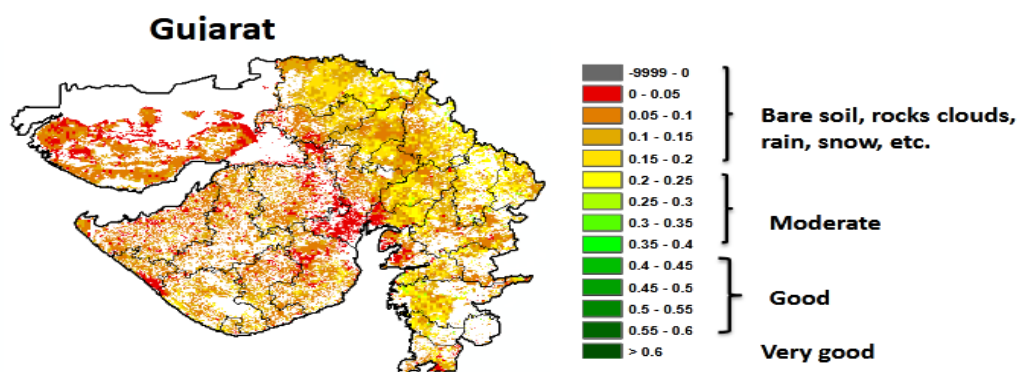 Gujarat
-9999 - 0
0 - 0.05
0.05 - 0.1
0.1 - 0.15
0.15 - 0.2
0.2 - 0.25
0.25 - 0.3
0.3 - 0.35
0.35 - 0.4
0.4 - 0.45
0.45 - 0.5
0.5 - 0.55
0.55 - 0.6
> 0.6
Bare soil, rocks clouds,
rain, snow, etc.
Moderate
Good
Very good